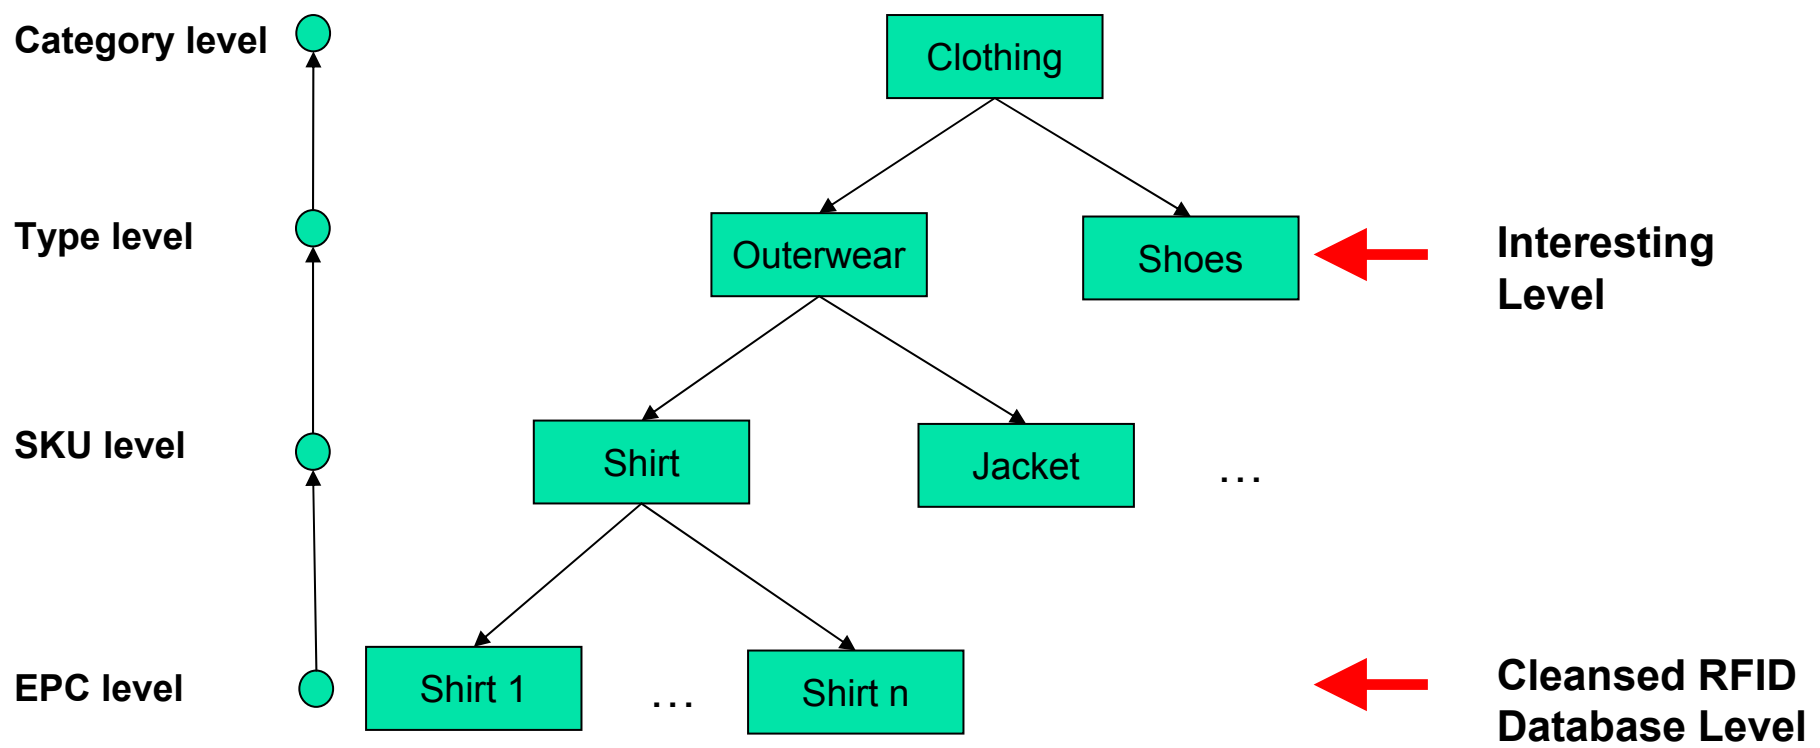 Category level
Clothing
Type level
Outerwear
Shoes
Interesting
Level
SKU level
Shirt
Jacket
...
EPC level
Shirt 1
...
Shirt n
Cleansed RFID
Database Level